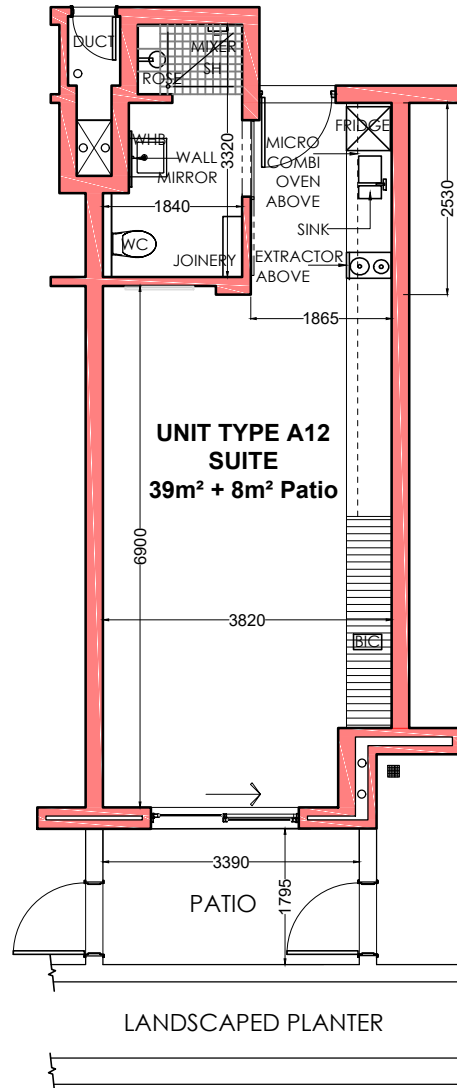 DUCT
MIXER
SH
ROSE
FRIDGE
WHB
WALL
MIRROR
3320
MICRO
COMBI
OVEN
ABOVE
2530
1840
SINK
WC
JOINERY
EXTRACTOR
ABOVE
1865
UNIT TYPE A12
SUITE
39m² + 8m² Patio
6900
3820
BIC
3390
1795
PATIO
LANDSCAPED PLANTER